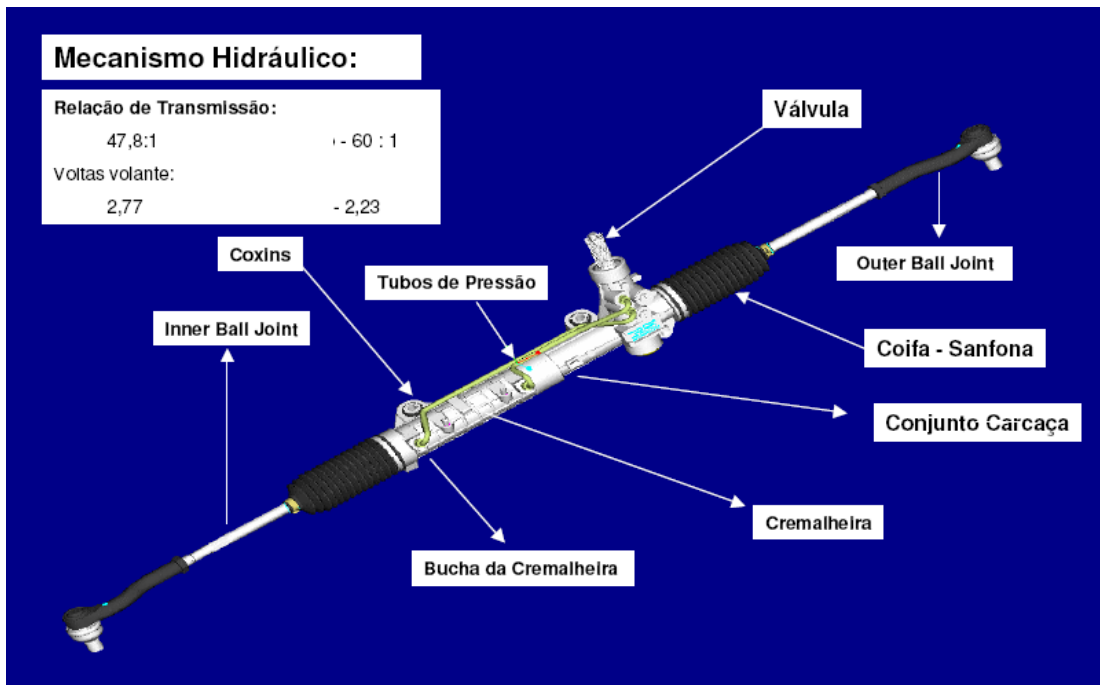 Mecanismo Hidráulico:
Relação de Transmissão:
47,8:1 - 60 : 1
Voltas volante:
2,77 - 2,23
Válvula
Coxins
Tubos de Pressão
Outer Ball Joint
Inner Ball Joint
Coifa - Sanfona
Conjunto Carcaça
Cremalheira
Bucha da Cremalheira